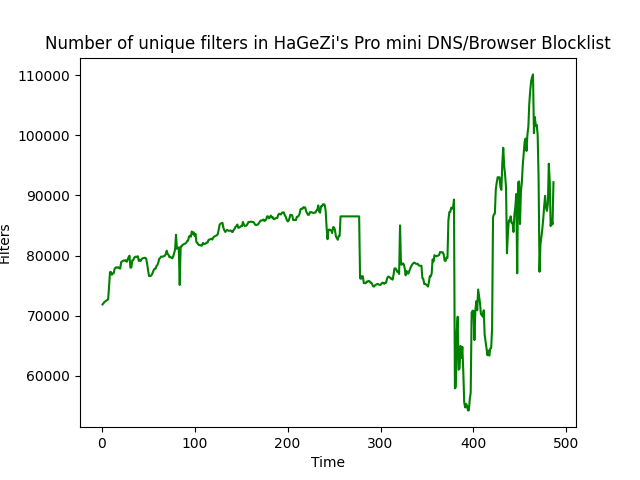 Number of unique filters in HaGeZi's Pro mini DNS/Browser Blocklist
110000
100000
90000
80000
70000
60000
Filters
0 100 200 300 400 500
Time